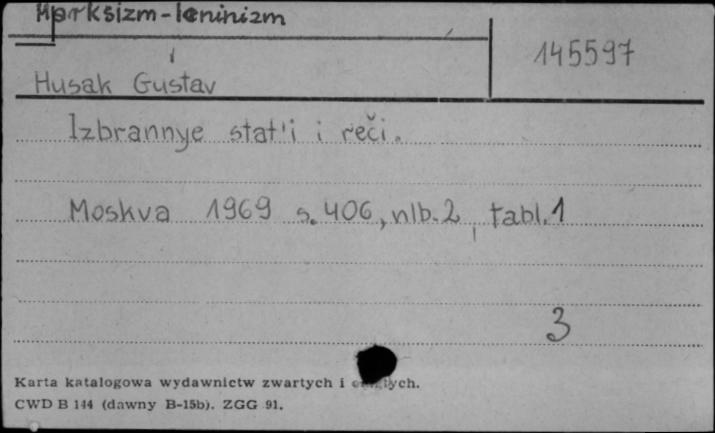 Marksizm-leninizm
145597
Husak Gustav
Izbrannye stat'i i reči.
Moskva 1969 s. 406, nlb. 2, tabl. 1
3
Karta katalogowa wydawnictw zwartych i
CWD B 144 (dawny B-15b). ZGG 91.